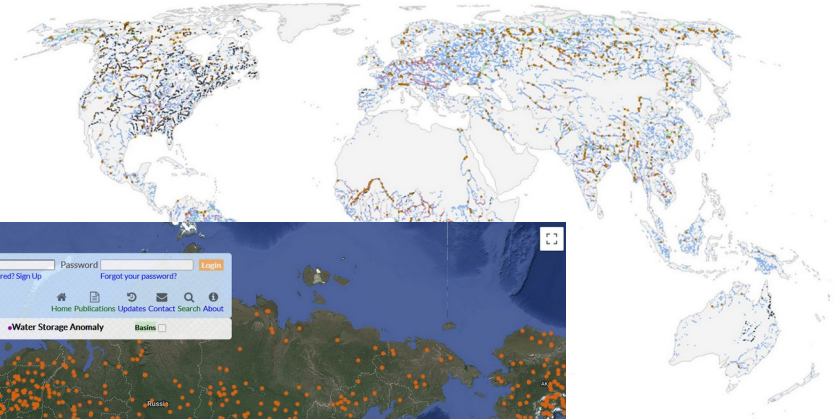 Password Login
red? Sign Up Forgot your password?
Home Publications Updates Contact Search About
•Water Storage Anomaly Basins
Russia
AK